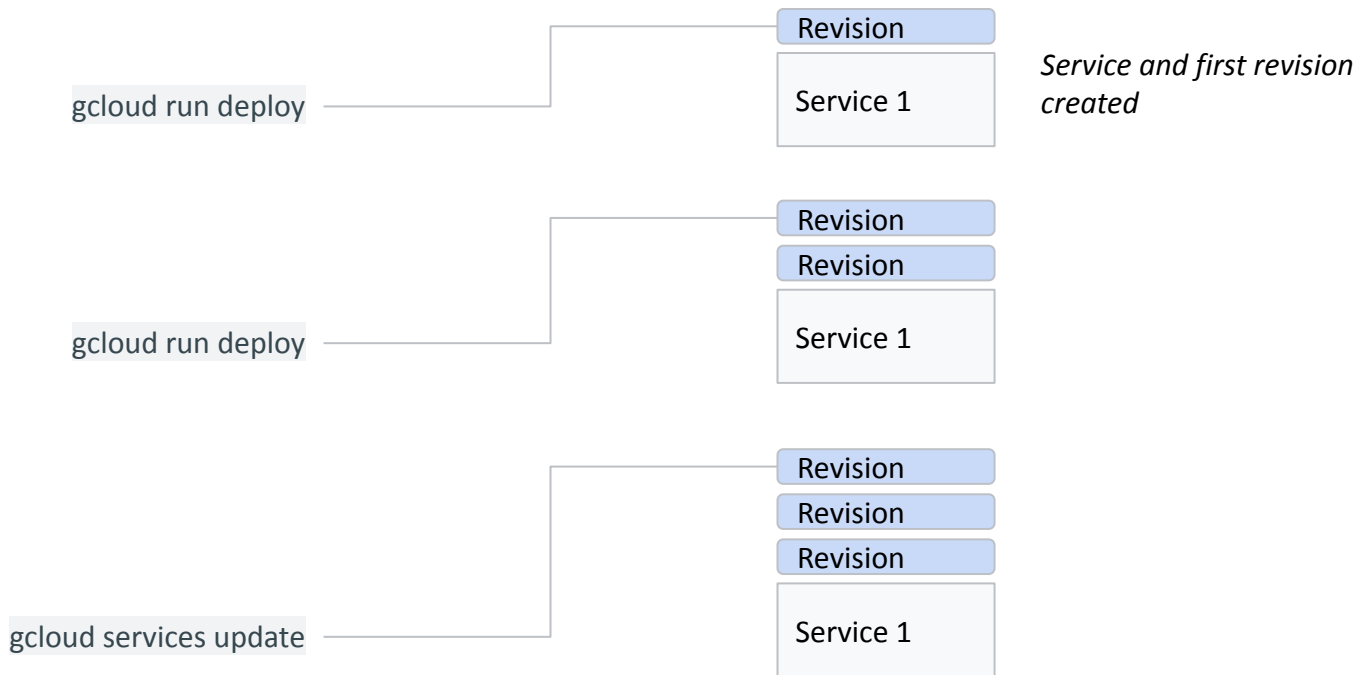 Revision
Service and first revision
created
gcloud run deploy
Service 1
Revision
Revision
gcloud run deploy
Service 1
Revision
Revision
Revision
gcloud services update
Service 1